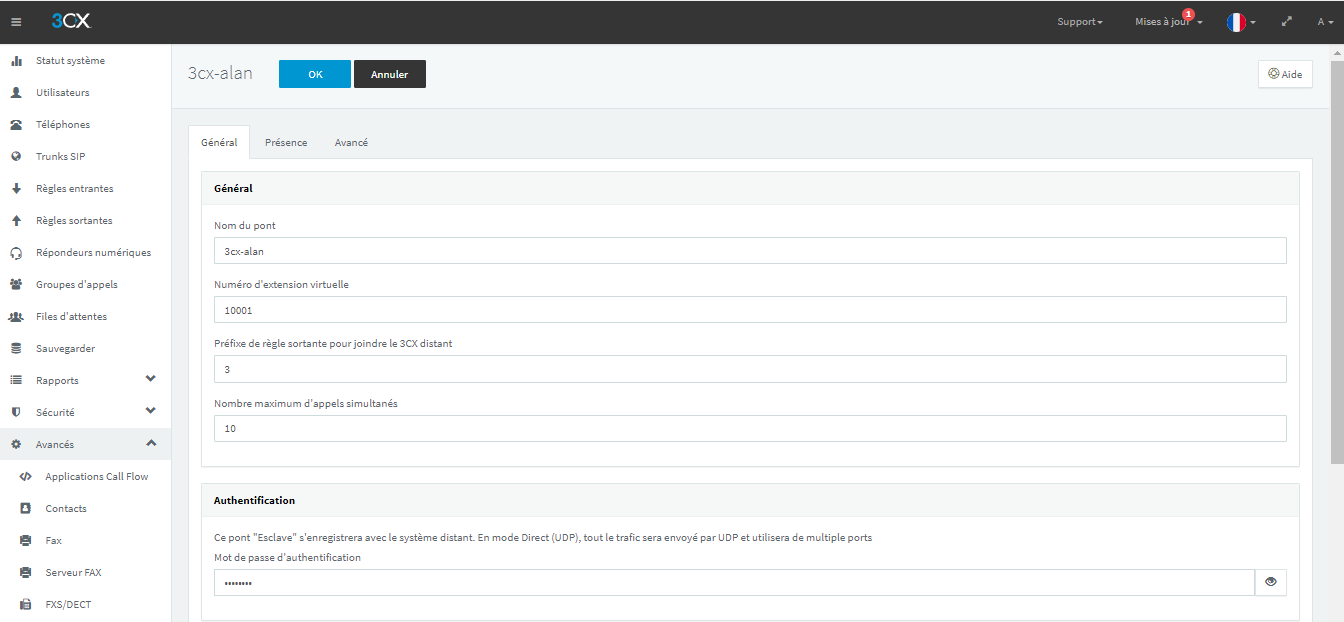 3CX
Support
Mises à jour
1
A
Statut système
Utilisateurs
Téléphones
Trunks SIP
Règles entrantes
Règles sortantes
Répondeurs numériques
Groupes d'appels
Files d'attentes
Sauvegarder
Rapports
Sécurité
Avancés
Applications Call Flow
Contacts
Fax
Serveur FAX
FXS/DECT
3cx-alan
OK
Annuler
Aide
Général
Présence
Avancé
Général
Nom du pont
3cx-alan
Numéro d'extension virtuelle
10001
Préfixe de règle sortante pour joindre le 3CX distant
3
Nombre maximum d'appels simultanés
10
Authentification
Ce pont "Esclave" s'enregistrera avec le système distant. En mode Direct (UDP), tout le trafic sera envoyé par UDP et utilisera de multiple ports
Mot de passe d'authentification
••••••••